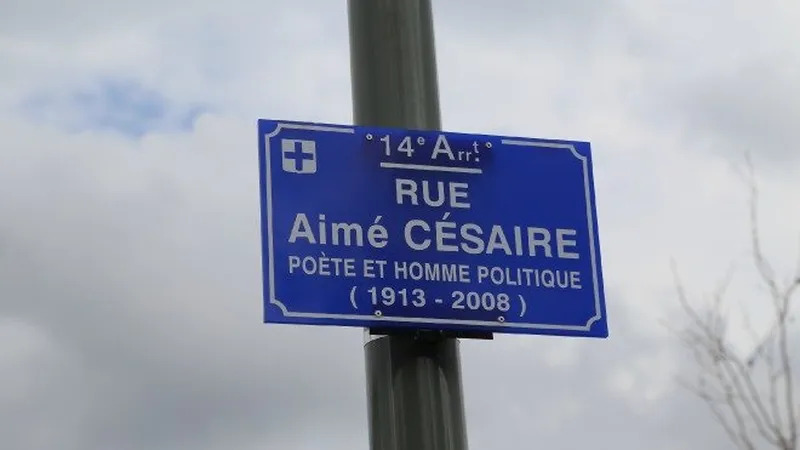 14e Arrt.
RUE
Aimé CÉSAIRE
POÈTE ET HOMME POLITIQUE
( 1913 - 2008 )